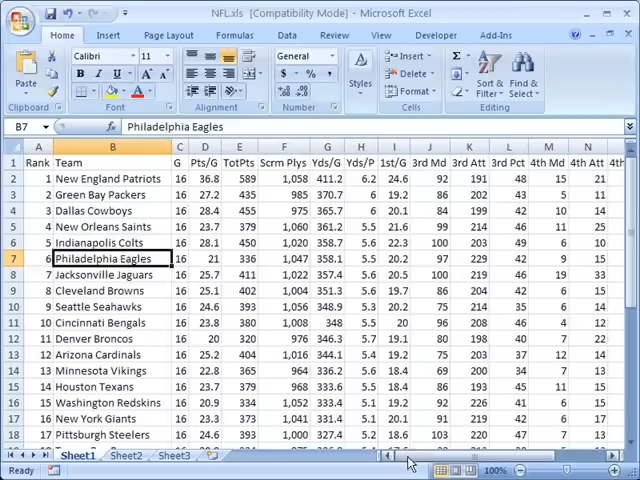 NFL.xls [Compatibility Mode] - Microsoft Excel
Home Insert Page Layout Formulas Data Review View Developer Add-Ins
Paste
Clipboard
Calibri 11
B I U
Font
Alignment
General
$ % ,
Number
Styles
Insert
Delete
Format
Cells
Σ
Sort & Filter
Find & Select
Editing
B7 fx Philadelphia Eagles
A B C D E F G H I J K L M N
1 Rank Team G Pts/G TotPts Scrm Plys Yds/G Yds/P 1st/G 3rd Md 3rd Att 3rd Pct 4th Md 4th Att 4th
2 1 New England Patriots 16 36.8 589 1,058 411.2 6.2 24.6 92 191 48 15 21
3 2 Green Bay Packers 16 27.2 435 985 370.7 6 19.2 86 202 43 5 11
4 3 Dallas Cowboys 16 28.4 455 975 365.7 6 20.1 84 199 42 10 14
5 4 New Orleans Saints 16 23.7 379 1,060 361.2 5.5 21.6 99 214 46 11 25
6 5 Indianapolis Colts 16 28.1 450 1,020 358.7 5.6 22.3 100 203 49 6 10
7 6 Philadelphia Eagles 16 21 336 1,047 358.1 5.5 20.2 97 229 42 9 15
8 7 Jacksonville Jaguars 16 25.7 411 1,022 357.4 5.6 20.5 100 219 46 19 33
9 8 Cleveland Browns 16 25.1 402 1,004 351.3 5.6 19.7 86 204 42 6 15
10 9 Seattle Seahawks 16 24.6 393 1,056 348.9 5.3 20.2 75 214 35 6 14
11 10 Cincinnati Bengals 16 23.8 380 1,008 348 5.5 20 96 208 46 4 12
12 11 Denver Broncos 16 20 320 976 346.3 5.7 19.1 80 198 40 7 22
13 12 Arizona Cardinals 16 25.2 404 1,016 344.1 5.4 19.2 75 203 37 12 14
14 13 Minnesota Vikings 16 22.8 365 964 336.2 5.6 18.4 69 200 34 7 13
15 14 Houston Texans 16 23.7 379 968 333.6 5.5 18.4 93 203 45 11 15
16 15 Washington Redskins 16 20.9 334 1,052 333.4 5.1 19.1 91 226 41 6 15
17 16 New York Giants 16 23.3 373 1,041 331.4 5.1 20.1 91 219 42 6 17
18 17 Pittsburgh Steelers 16 24.6 393 1,000 327.4 5.2 18.6 103 223 46 7 13
Sheet1 Sheet2 Sheet3
Ready 100%